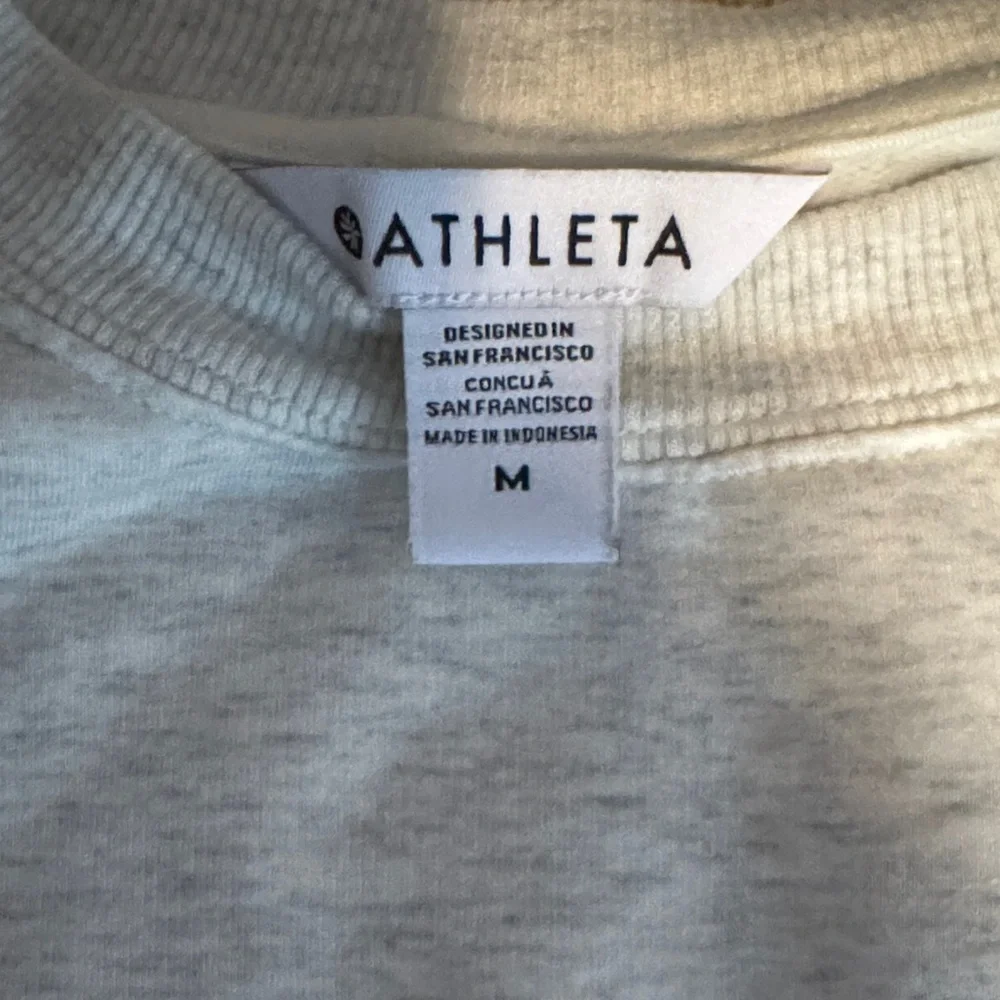 ATHLETA
DESIGNED IN
SAN FRANCISCO
CONCU À
SAN FRANCISCO
MADE IN INDONESIA
M